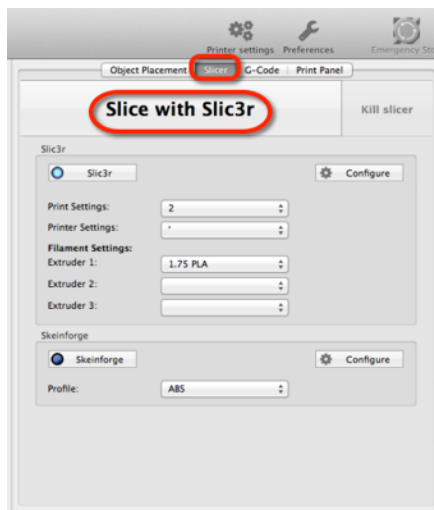 Printer settings Preferences Emergency Sto
Object Placement Slicer G-Code Print Panel
Slice with Slic3r Kill slicer
Slic3r
Slic3r Configure
Print Settings: 2
Printer Settings: '
Filament Settings:
Extruder 1: 1.75 PLA
Extruder 2:
Extruder 3:
Skeinforge
Skeinforge Configure
Profile: ABS